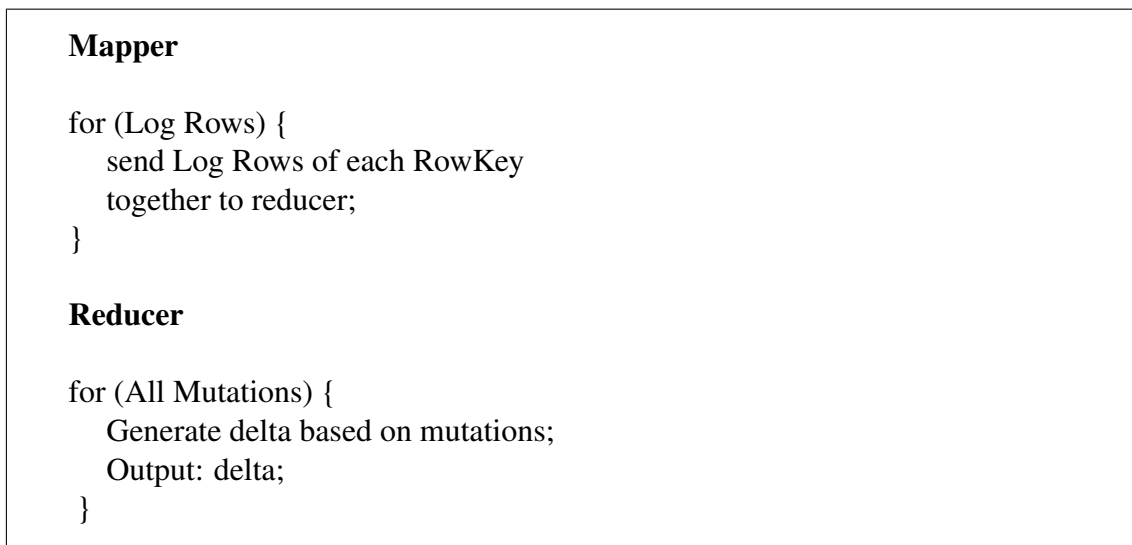 Mapper
for (Log Rows) {
send Log Rows of each RowKey
together to reducer;
}
Reducer
for (All Mutations) {
Generate delta based on mutations;
Output: delta;
}